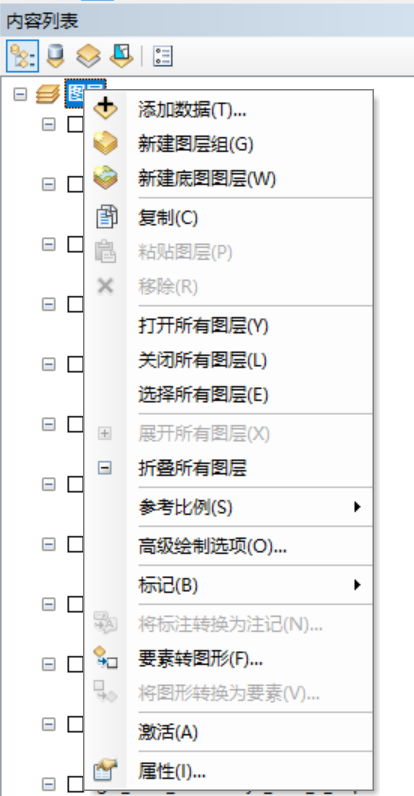 内容列表
图层
添加数据(T)...
新建图层组(G)
新建底图图层(W)
复制(C)
粘贴图层(P)
移除(R)
打开所有图层(Y)
关闭所有图层(L)
选择所有图层(E)
展开所有图层(X)
折叠所有图层
参考比例(S)
高级绘制选项(O)...
标记(B)
将标注转换为注记(N)...
要素转图形(F)...
将图形转换为要素(V)...
激活(A)
属性(I)...